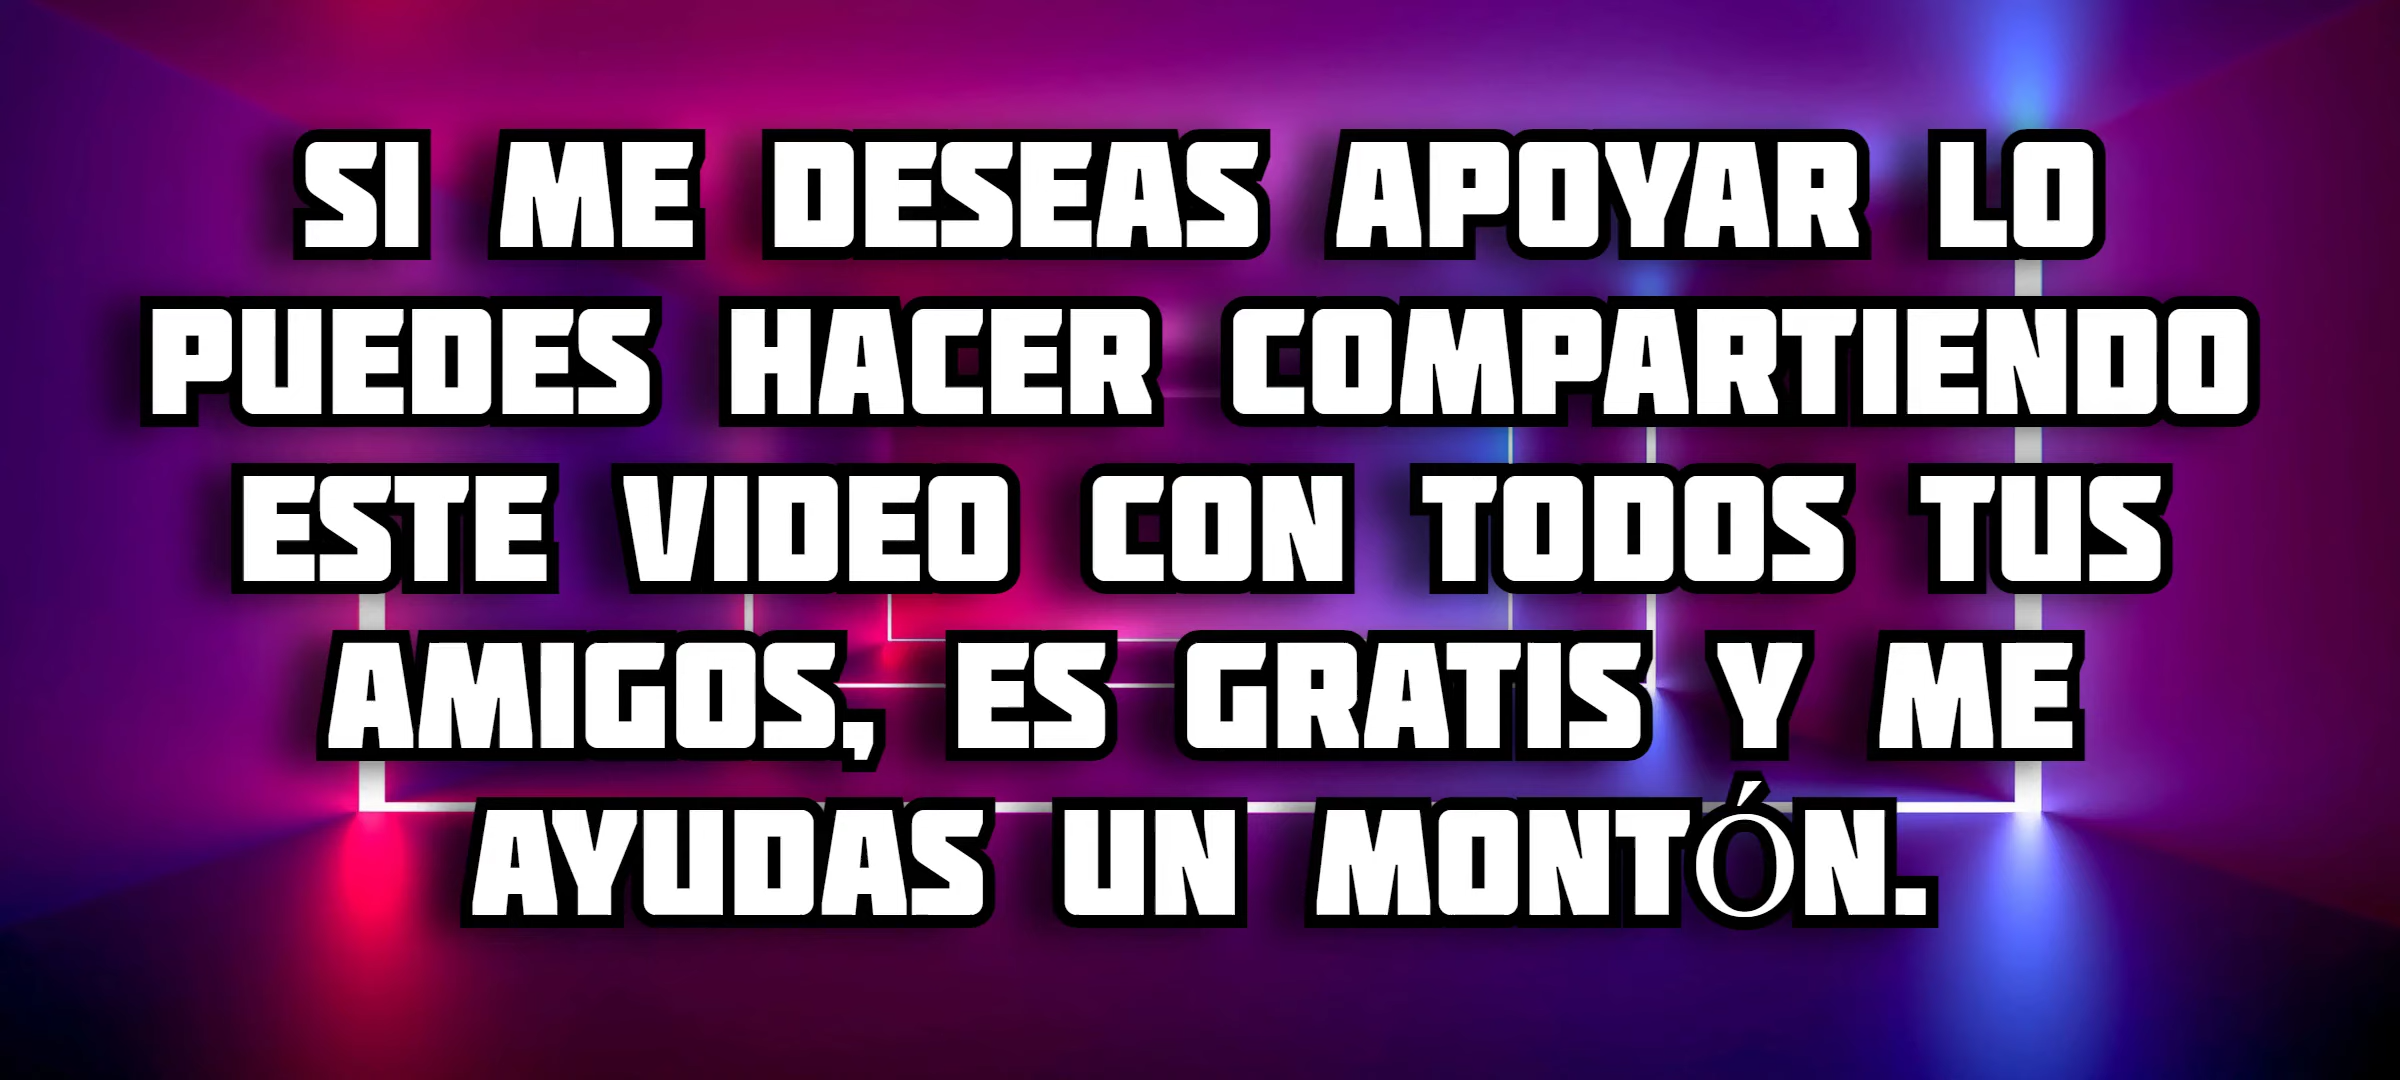 SI ME DESEAS APOYAR LO
PUEDES HACER COMPARTIENDO
ESTE VIDEO CON TODOS TUS
AMIGOS, ES GRATIS Y ME
AYUDAS UN MONTÓN.